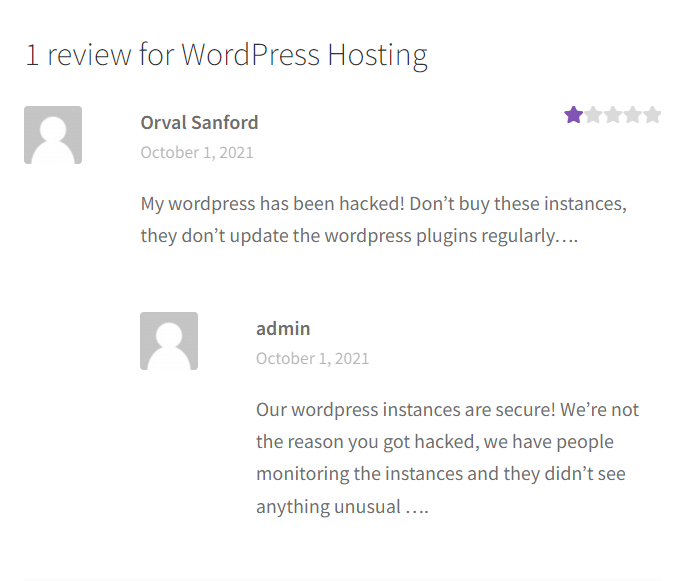 1 review for WordPress Hosting
Orval Sanford
October 1, 2021
My wordpress has been hacked! Don’t buy these instances,
they don’t update the wordpress plugins regularly….
admin
October 1, 2021
Our wordpress instances are secure! We’re not
the reason you got hacked, we have people
monitoring the instances and they didn’t see
anything unusual ….